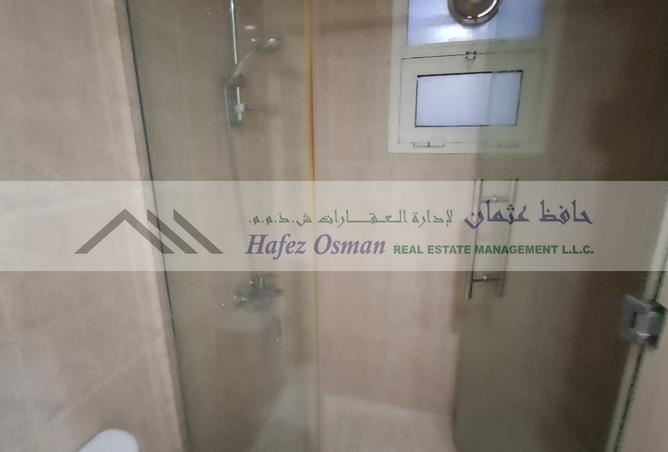 حافظ عثمان لإدارة العقارات ش.ذ.م.م.
Hafez Osman REAL ESTATE MANAGEMENT L.L.C.